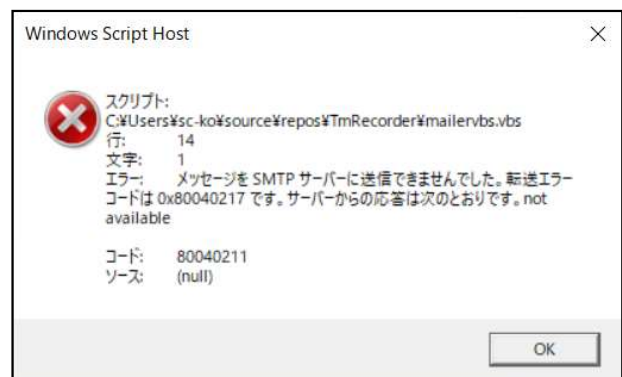 Windows Script Host
スクリプト:
C:¥Users¥sc-ko¥source¥repos¥TmRecorder¥mailervbs.vbs
行: 14
文字: 1
エラー: メッセージを SMTP サーバーに送信できませんでした。転送エラー
コードは 0x80040217 です。サーバーからの応答は次のとおりです。not
available
コード: 80040211
ソース: (null)
OK